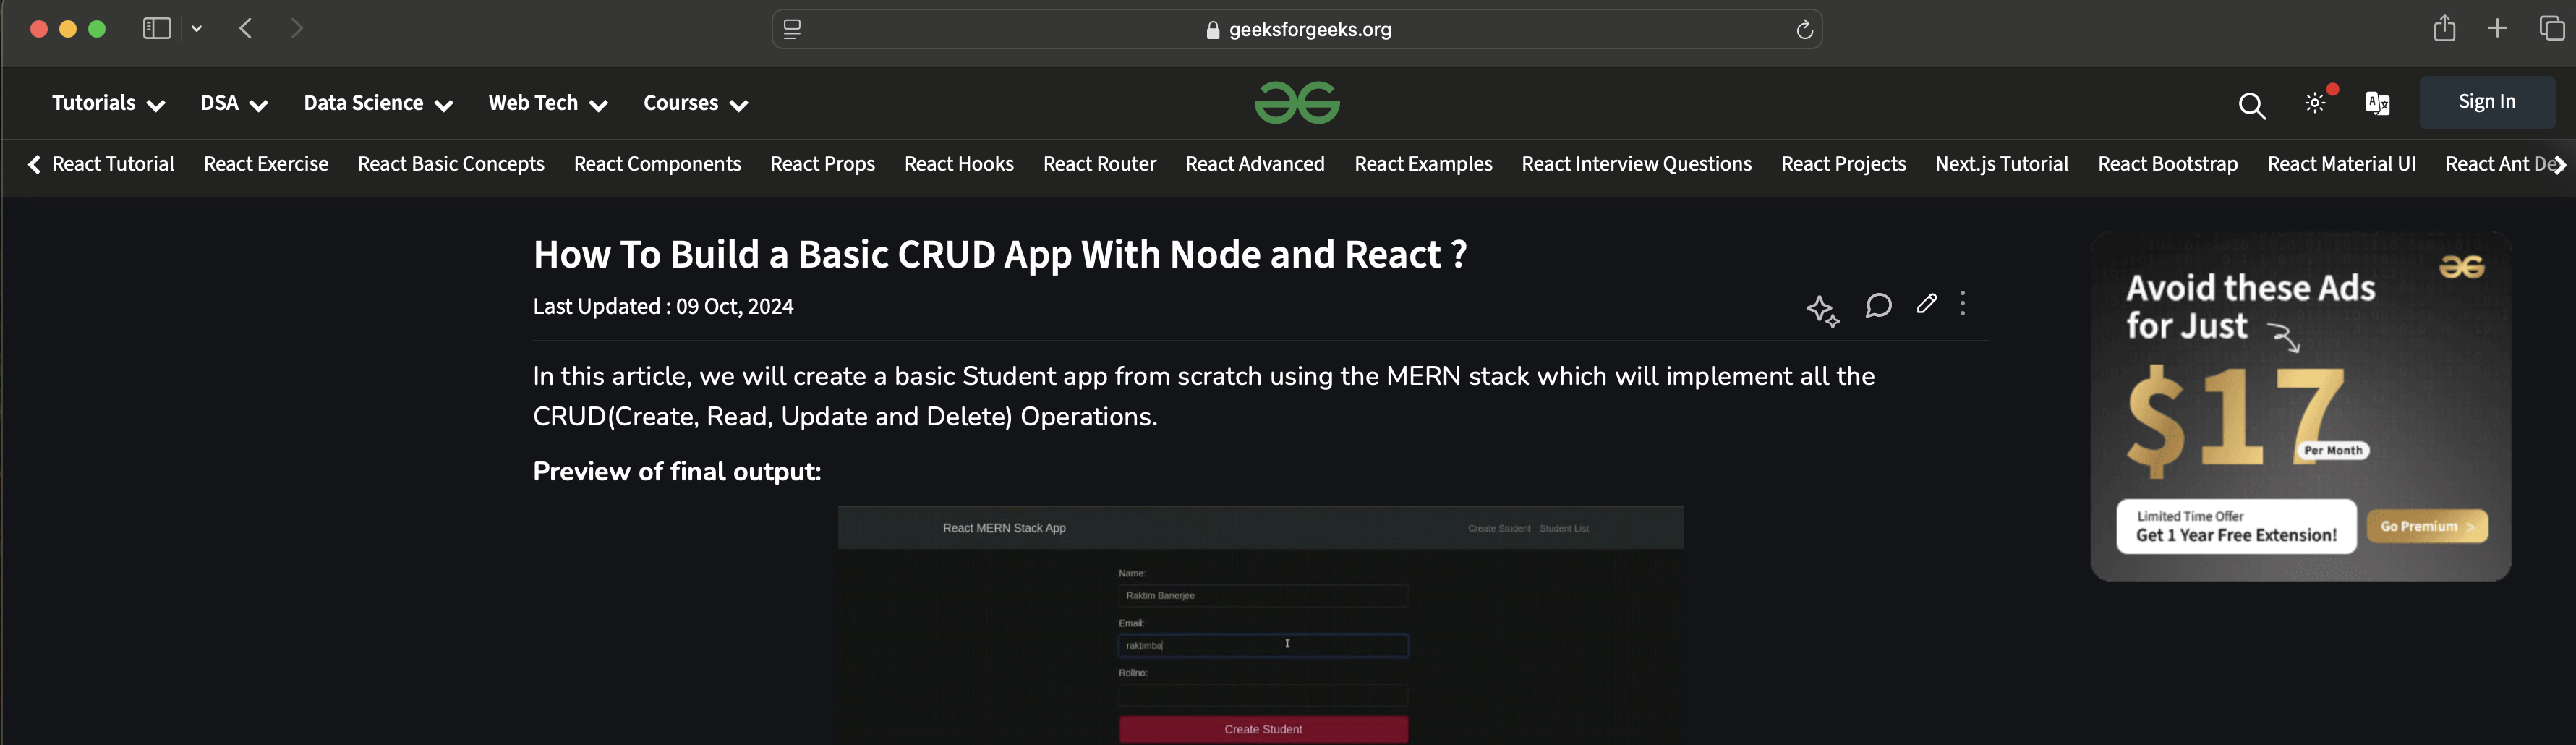 geeksforgeeks.org
Tutorials DSA Data Science Web Tech Courses Sign In
React Tutorial React Exercise React Basic Concepts React Components React Props React Hooks React Router React Advanced React Examples React Interview Questions React Projects Next.js Tutorial React Bootstrap React Material UI React Ant De
How To Build a Basic CRUD App With Node and React ?
Last Updated : 09 Oct, 2024
In this article, we will create a basic Student app from scratch using the MERN stack which will implement all the
CRUD(Create, Read, Update and Delete) Operations.
Preview of final output:
React MERN Stack App Create Student Student List
Name:
Raktim Banerjee
Email:
raktimba
Rollno:
Create Student
Avoid these Ads
for Just
$17
Per Month
Limited Time Offer
Get 1 Year Free Extension!
Go Premium >